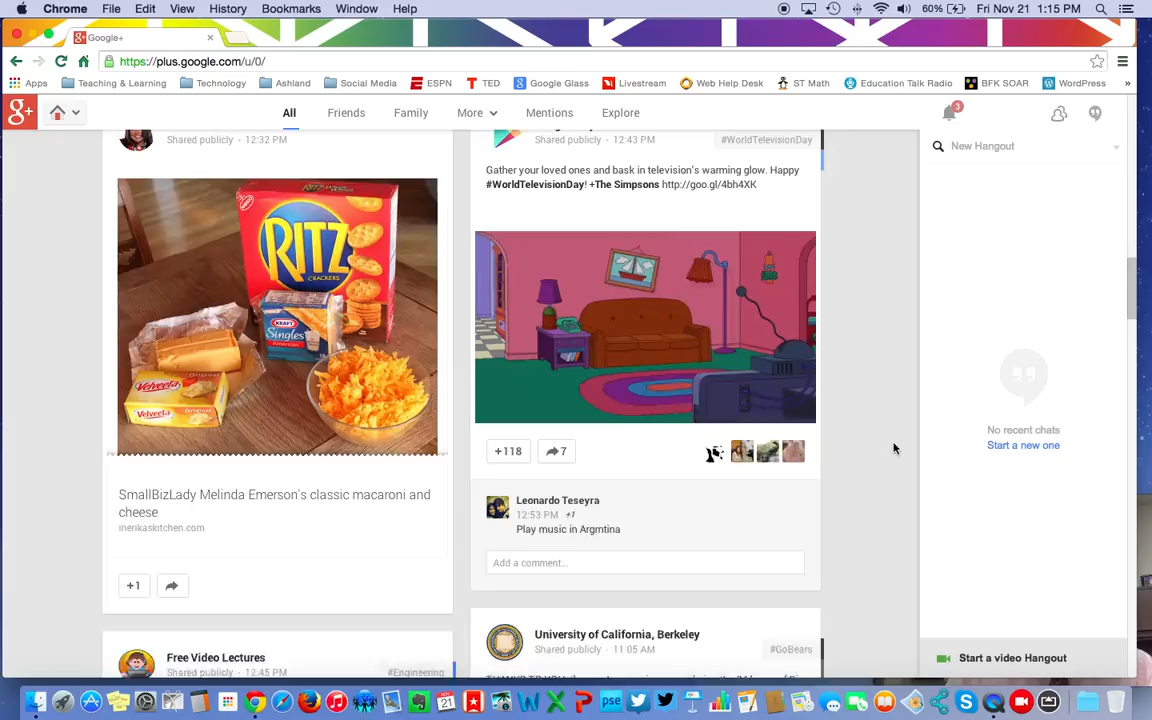 Chrome File Edit View History Bookmarks Window Help 60% Fri Nov 21 1:15 PM
Google+
https://plus.google.com/u/0/
Apps Teaching & Learning Technology Ashland Social Media ESPN TED Google Glass Livestream Web Help Desk ST Math Education Talk Radio BFK SOAR WordPress »
g+ All Friends Family More Mentions Explore 3
New Hangout
Shared publicly · 12:32 PM
RITZ
CRACKERS
KRAFT
Singles
American
Velveeta
Velveeta
SmallBizLady Melinda Emerson's classic macaroni and
cheese
inerikaskitchen.com
+1
Free Video Lectures
Shared publicly · 12:45 PM
#Engineering
Shared publicly · 12:43 PM
#WorldTelevisionDay
Gather your loved ones and bask in television's warming glow. Happy
#WorldTelevisionDay! +The Simpsons http://goo.gl/4bh4XK
+118 7
Leonardo Teseyra
12:53 PM +1
Play music in Argrntina
Add a comment...
University of California, Berkeley
Shared publicly · 11:05 AM
#GoBears
No recent chats
Start a new one
Start a video Hangout
21
pse